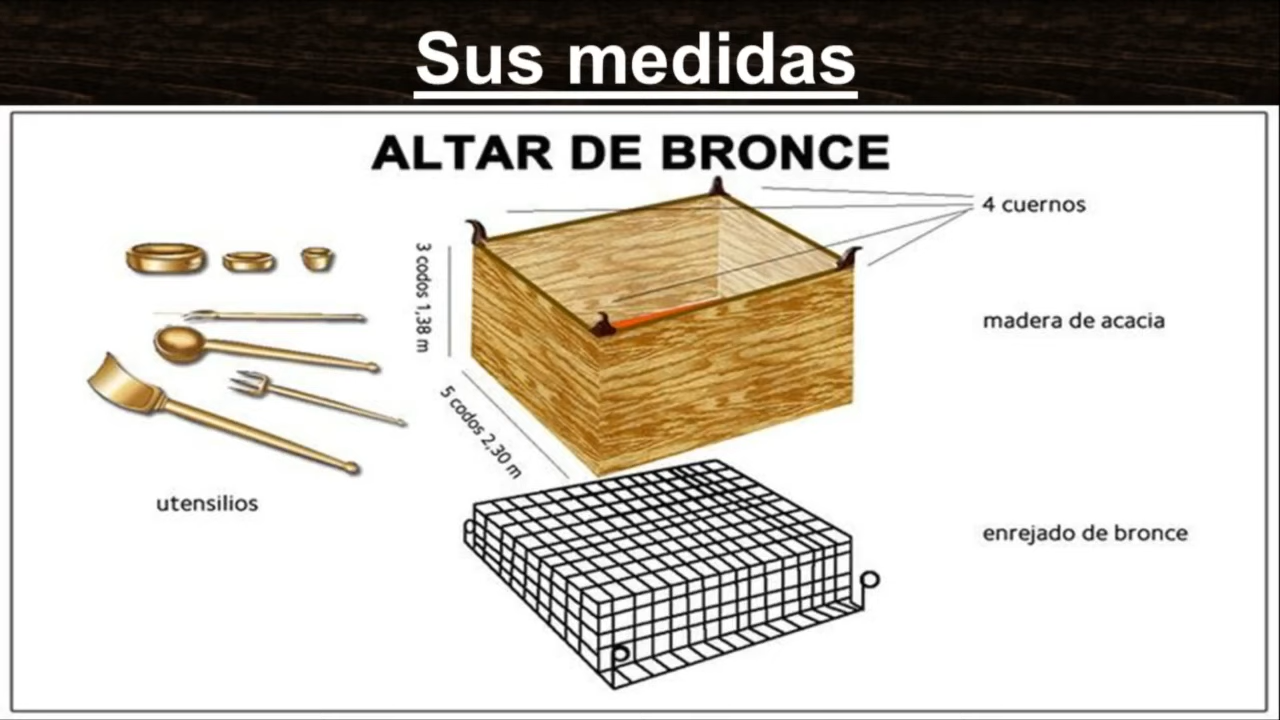 Sus medidas
ALTAR DE BRONCE
4 cuernos
3 codos 1,38 m
madera de acacia
5 codos 2,30 m
utensilios
enrejado de bronce